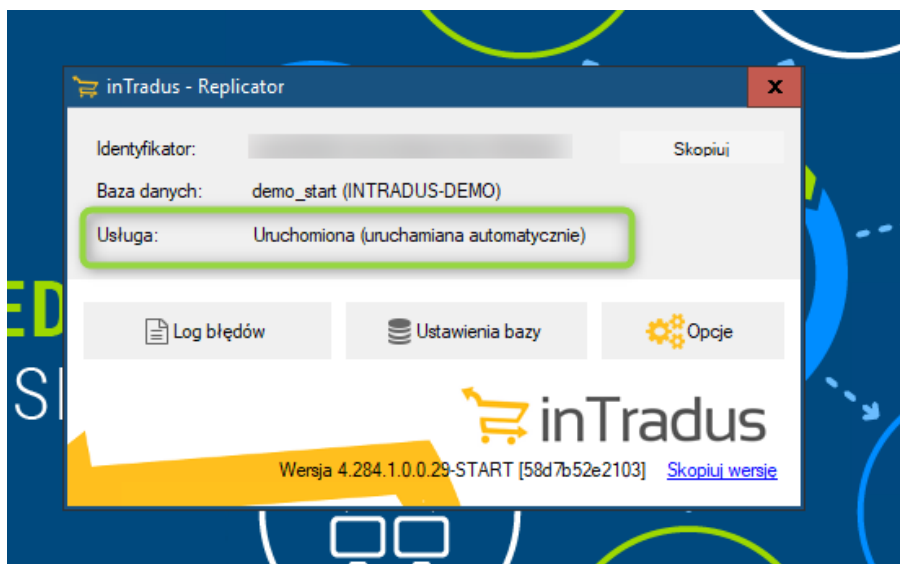 inTradus - Replicator
x
Identyfikator:
Skopiuj
Baza danych: demo_start (INTRADUS-DEMO)
Usługa: Uruchomiona (uruchamiana automatycznie)
ED
Log błędów Ustawienia bazy Opcje
S
inTradus
Wersja 4.284.1.0.0.29-START [58d7b52e2103] Skopiuj wersję